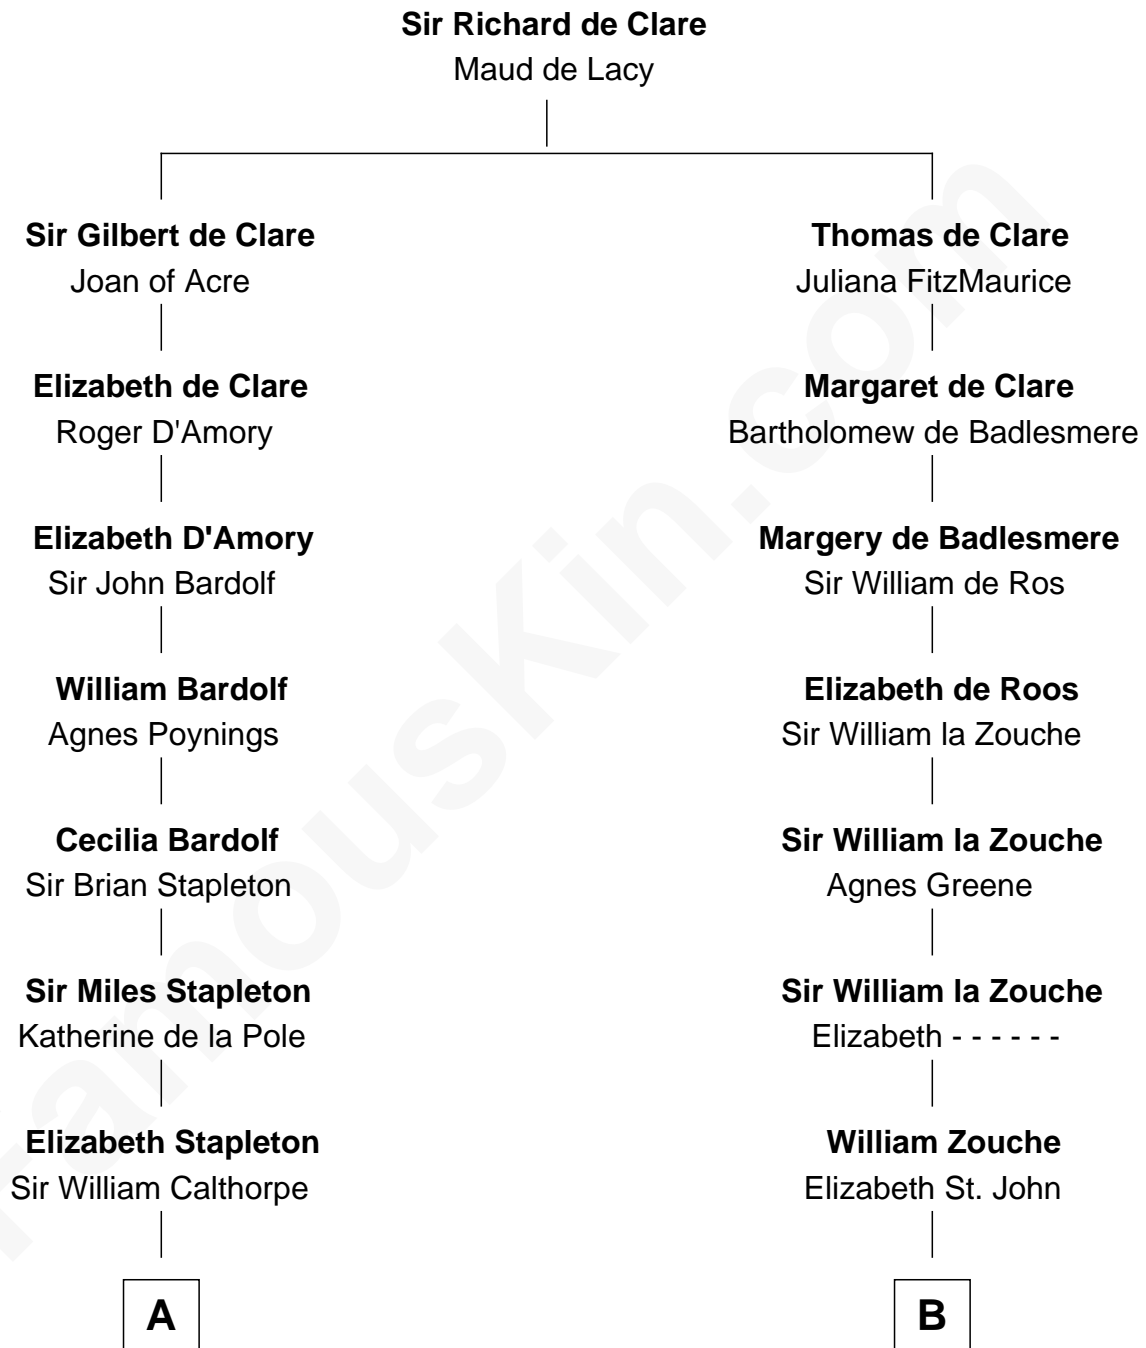 Sir Richard de Clare
Maud de Lacy
Sir Gilbert de Clare
Joan of Acre
Thomas de Clare
Juliana FitzMaurice
Elizabeth de Clare
Roger D'Amory
Margaret de Clare
Bartholomew de Badlesmere
Elizabeth D'Amory
Sir John Bardolf
Margery de Badlesmere
Sir William de Ros
William Bardolf
Agnes Poynings
Elizabeth de Roos
Sir William la Zouche
Cecilia Bardolf
Sir Brian Stapleton
Sir William la Zouche
Agnes Greene
Sir Miles Stapleton
Katherine de la Pole
Sir William la Zouche
Elizabeth - - - - - -
Elizabeth Stapleton
Sir William Calthorpe
William Zouche
Elizabeth St. John
A
B
FamousKin.com